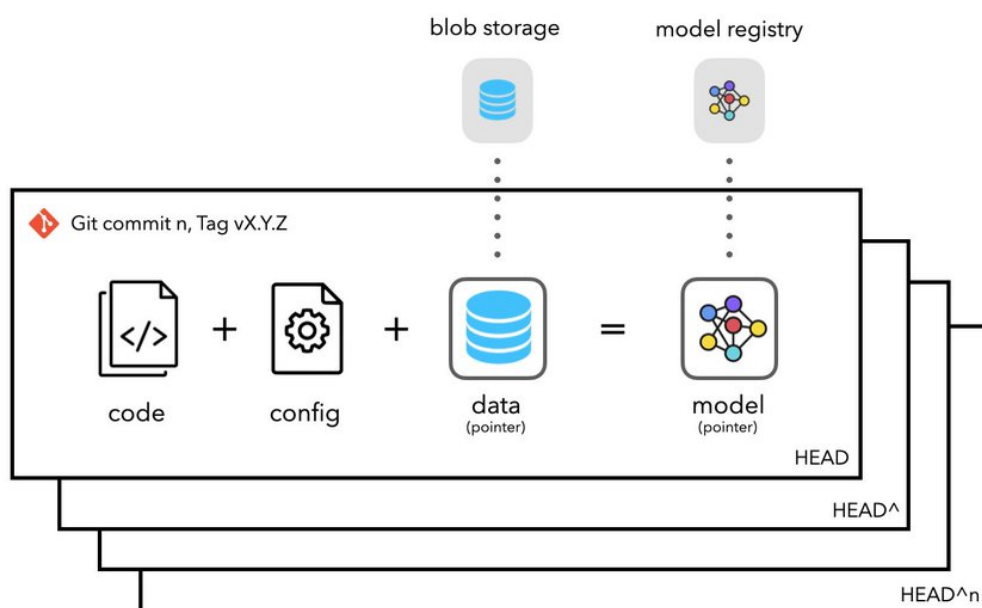 blob storage
model registry
Git commit n, Tag vX.Y.Z
</>
+
+
=
code
config
data
(pointer)
model
(pointer)
HEAD
HEAD^
HEAD^n